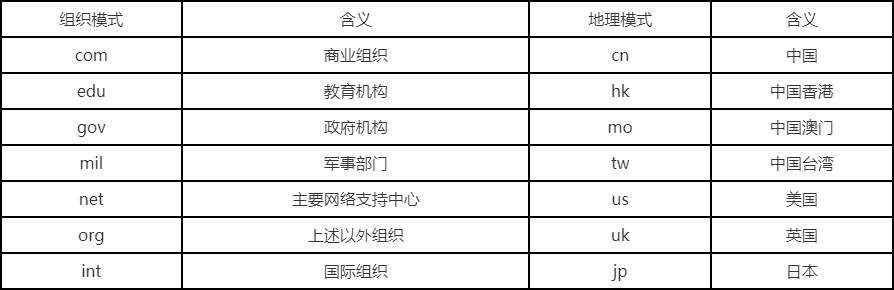 组织模式 含义 地理模式 含义
com 商业组织 cn 中国
edu 教育机构 hk 中国香港
gov 政府机构 mo 中国澳门
mil 军事部门 tw 中国台湾
net 主要网络支持中心 us 美国
org 上述以外组织 uk 英国
int 国际组织 jp 日本